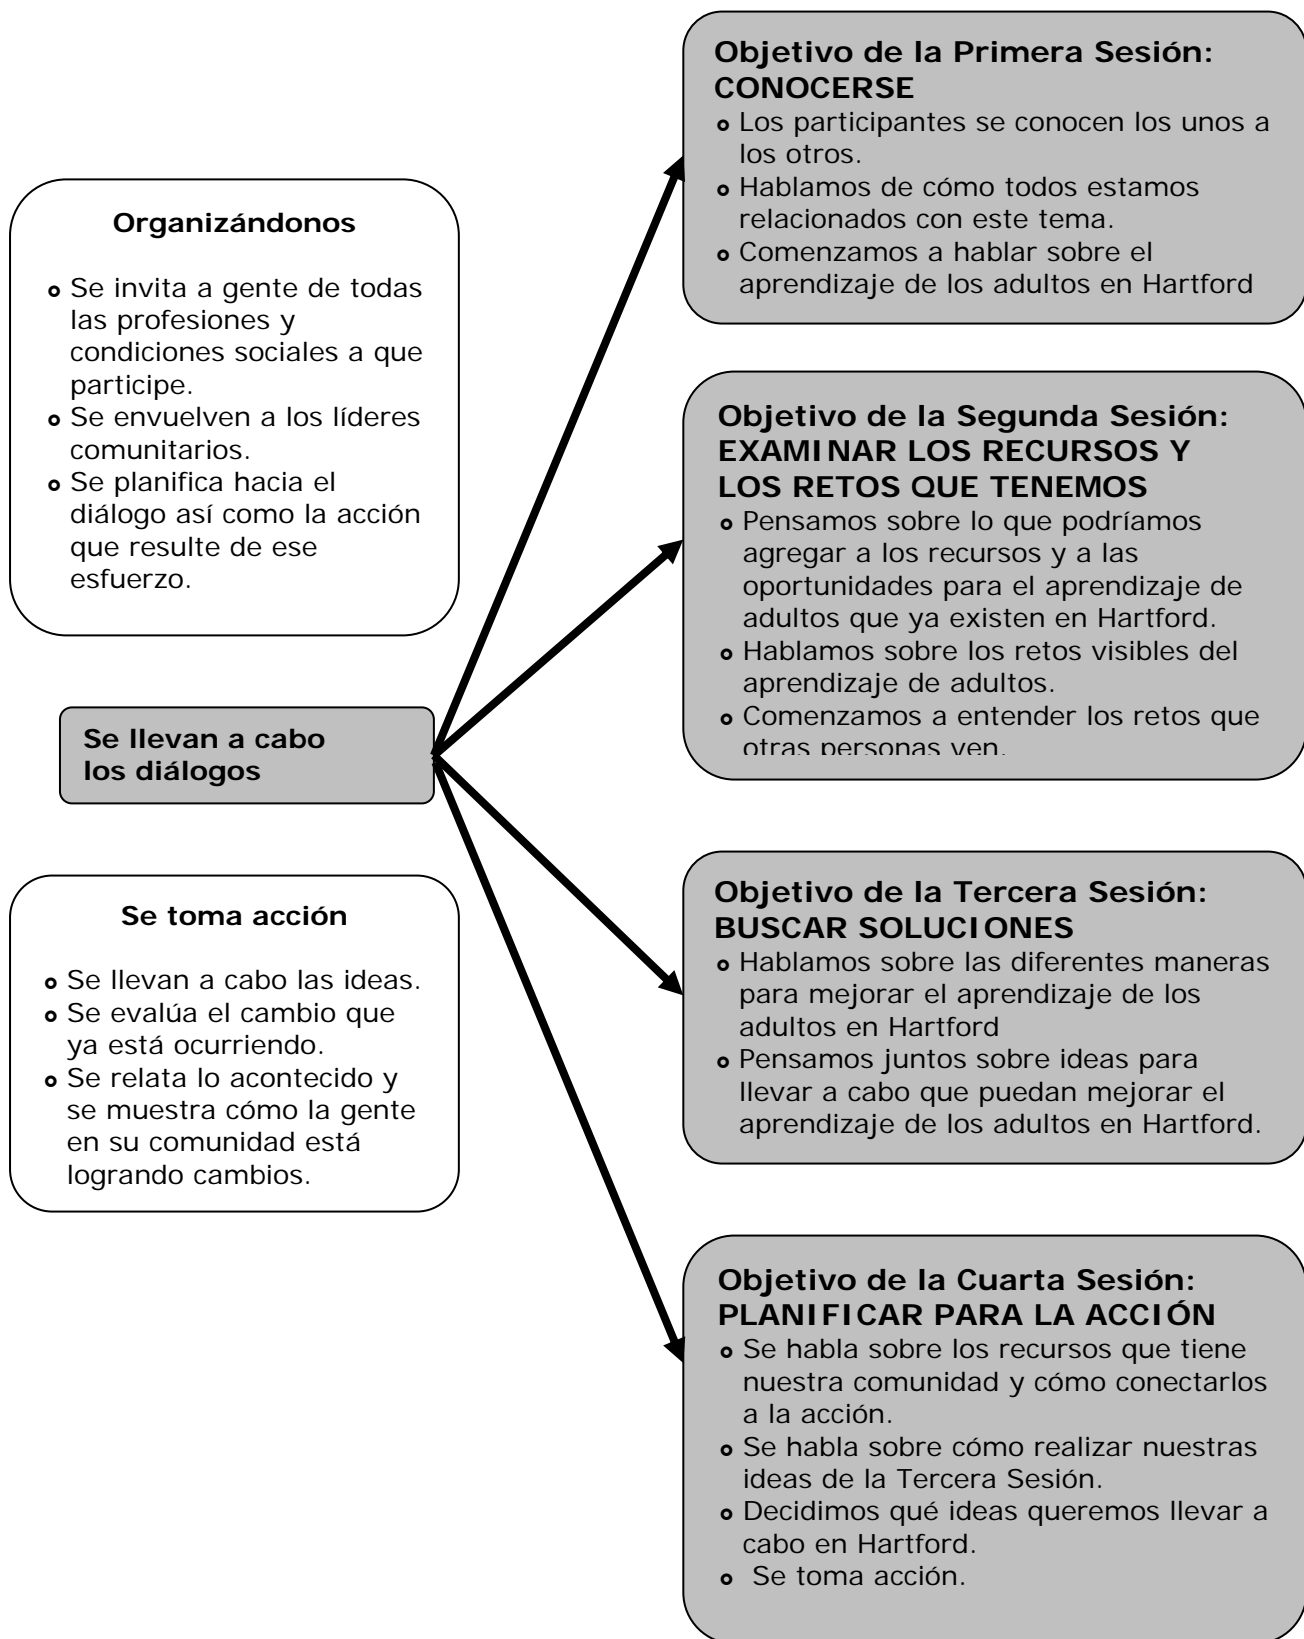 Organizándonos
Se invita a gente de todas
las profesiones y
condiciones sociales a que
participe.
Se envuelven a los líderes
comunitarios.
Se planifica hacia el
diálogo así como la acción
que resulte de ese
esfuerzo.
Se llevan a cabo
los diálogos
Se toma acción
Se llevan a cabo las ideas.
Se evalúa el cambio que
ya está ocurriendo.
Se relata lo acontecido y
se muestra cómo la gente
en su comunidad está
logrando cambios.
Objetivo de la Primera Sesión:
CONOCERSE
Los participantes se conocen los unos a
los otros.
Hablamos de cómo todos estamos
relacionados con este tema.
Comenzamos a hablar sobre el
aprendizaje de los adultos en Hartford
Objetivo de la Segunda Sesión:
EXAMINAR LOS RECURSOS Y
LOS RETOS QUE TENEMOS
Pensamos sobre lo que podríamos
agregar a los recursos y a las
oportunidades para el aprendizaje de
adultos que ya existen en Hartford.
Hablamos sobre los retos visibles del
aprendizaje de adultos.
Comenzamos a entender los retos que
otras personas ven.
Objetivo de la Tercera Sesión:
BUSCAR SOLUCIONES
Hablamos sobre las diferentes maneras
para mejorar el aprendizaje de los
adultos en Hartford
Pensamos juntos sobre ideas para
llevar a cabo que puedan mejorar el
aprendizaje de los adultos en Hartford.
Objetivo de la Cuarta Sesión:
PLANIFICAR PARA LA ACCIÓN
Se habla sobre los recursos que tiene
nuestra comunidad y cómo conectarlos
a la acción.
Se habla sobre cómo realizar nuestras
ideas de la Tercera Sesión.
Decidimos qué ideas queremos llevar a
cabo en Hartford.
Se toma acción.